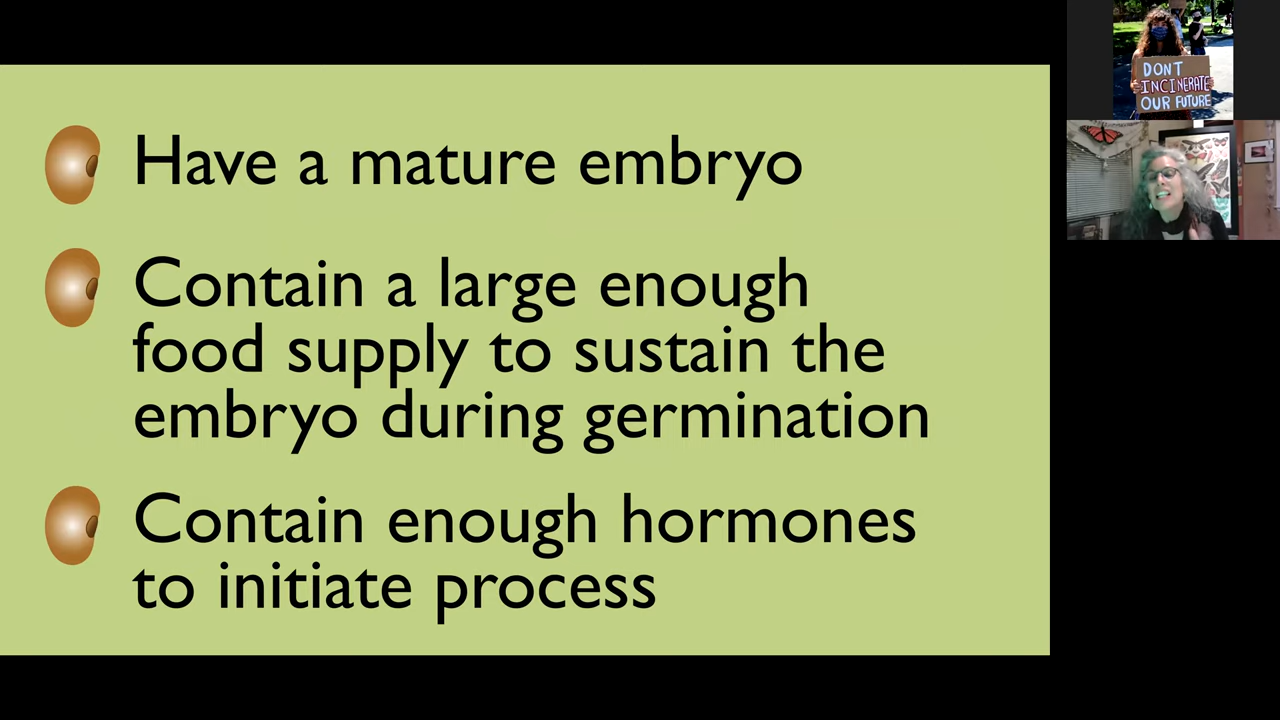 Have a mature embryo
Contain a large enough
food supply to sustain the
embryo during germination
Contain enough hormones
to initiate process
DONT
INCINERATE
OUR FUTURE